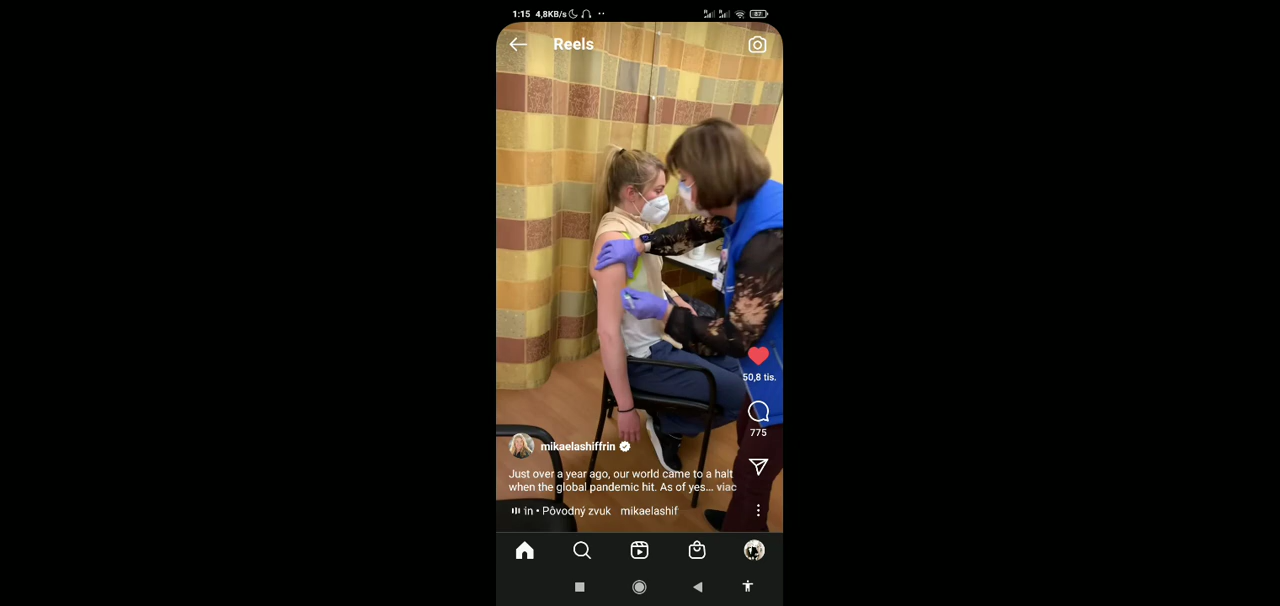 1:15 4,8KB/s
87
Reels
50,8 tis.
775
mikaelashiffrin
Just over a year ago, our world came to a halt
when the global pandemic hit. As of yes... viac
in • Pôvodný zvuk mikaelashif